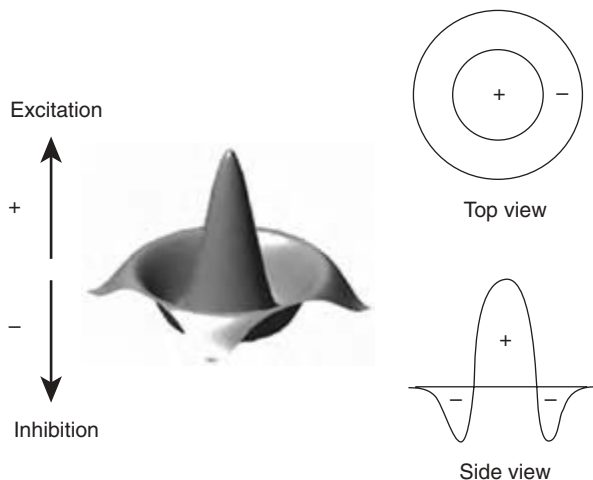 Excitation
+
–
Inhibition
+ –
Top view
+
– –
Side view